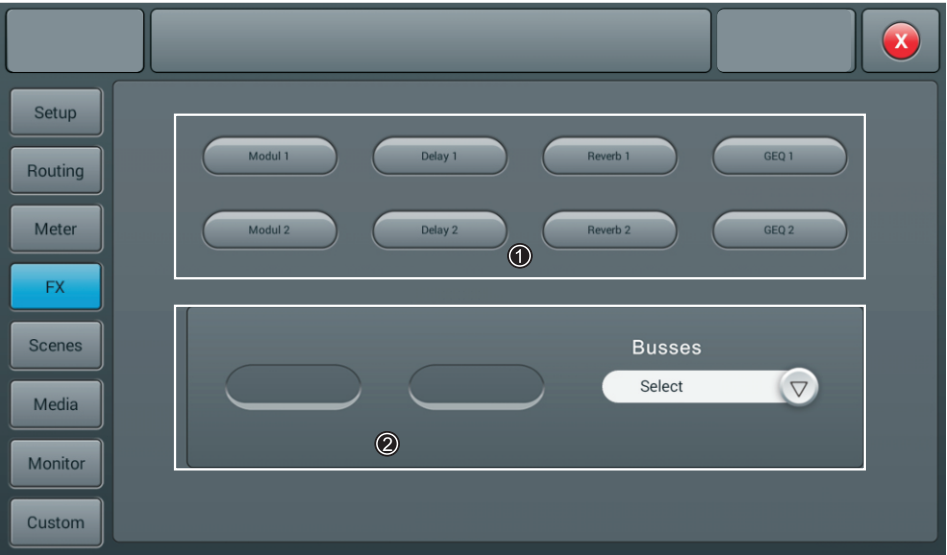 X
Setup
Routing
Meter
FX
Scenes
Media
Monitor
Custom
Modul 1 Delay 1 Reverb 1 GEQ 1
Modul 2 Delay 2 Reverb 2 GEQ 2
①
Busses
Select
②